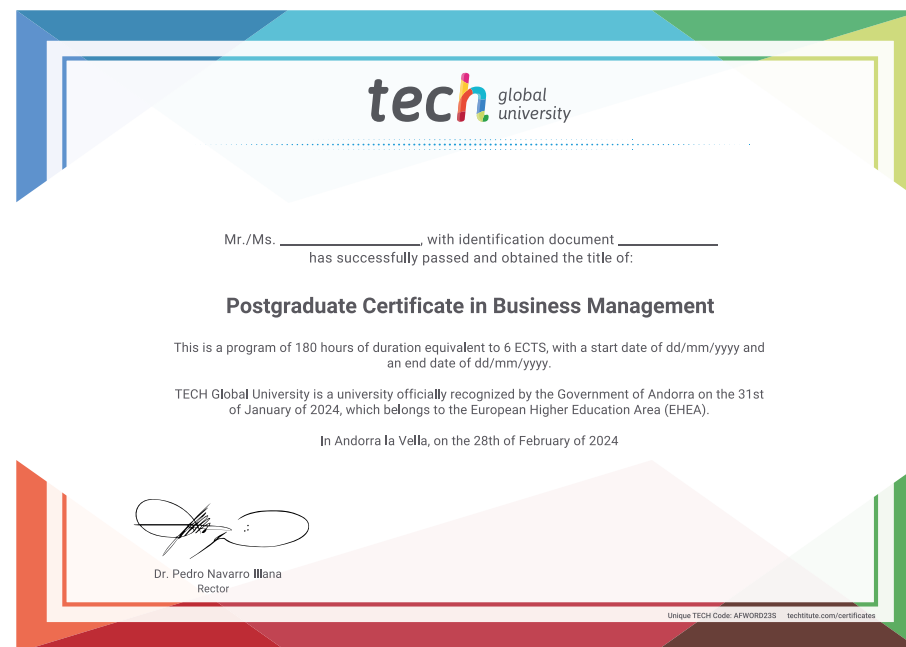 tech global university
Mr./Ms. ____________, with identification document ____________
has successfully passed and obtained the title of:
Postgraduate Certificate in Business Management
This is a program of 180 hours of duration equivalent to 6 ECTS, with a start date of dd/mm/yyyy and
an end date of dd/mm/yyyy.
TECH Global University is a university officially recognized by the Government of Andorra on the 31st
of January of 2024, which belongs to the European Higher Education Area (EHEA).
In Andorra la Vella, on the 28th of February of 2024
Dr. Pedro Navarro Illana
Rector
Unique TECH Code: AFWORD23S techtitute.com/certificates